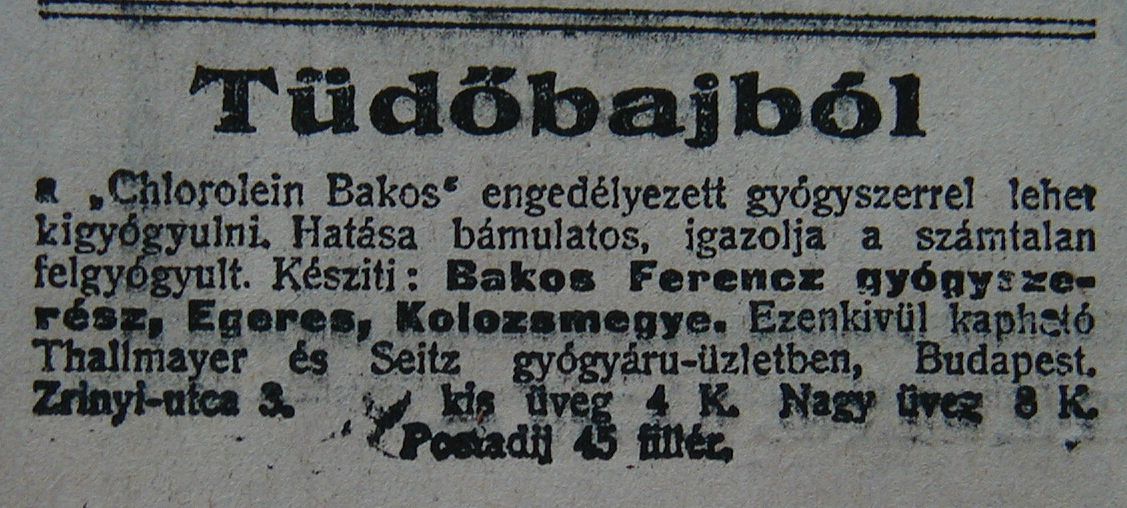 Tüdőbajból
a „Chlorolein Bakos“ engedélyezett gyógyszerrel lehet
kigyógyulni. Hatása bámulatos, igazolja a számtalan
felgyógyult. Késziti: Bakos Ferencz gyógysze-
rész, Egeres, Kolozsmegye. Ezenkivül kapható
Thallmayer és Seitz gyógyáru-üzletben, Budapest.
Zrinyi-utca 3. kis üveg 4 K. Nagy üveg 8 K.
Postadij 45 fillér.